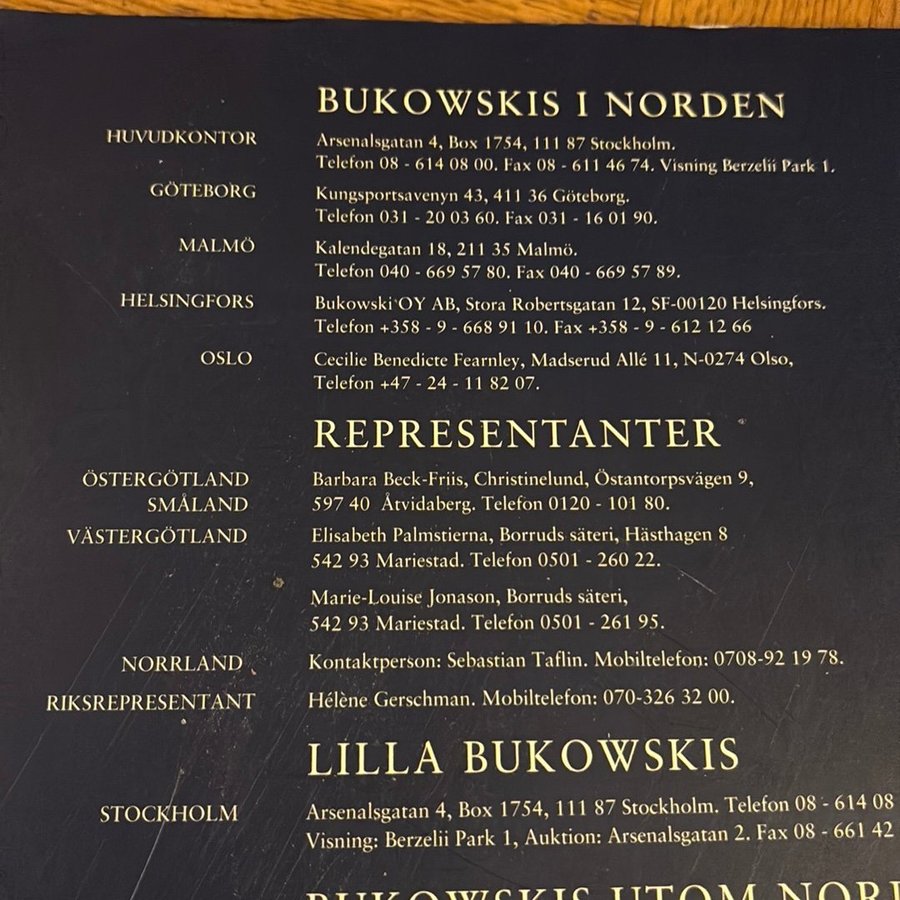 BUKOWSKIS I NORDEN
HUVUDKONTOR Arsenalsgatan 4, Box 1754, 111 87 Stockholm.
Telefon 08 - 614 08 00. Fax 08 - 611 46 74. Visning Berzelii Park 1.
GÖTEBORG Kungsportsavenyn 43, 411 36 Göteborg.
Telefon 031 - 20 03 60. Fax 031 - 16 01 90.
MALMÖ Kalendegatan 18, 211 35 Malmö.
Telefon 040 - 669 57 80. Fax 040 - 669 57 89.
HELSINGFORS Bukowski OY AB, Stora Robertsgatan 12, SF-00120 Helsingfors.
Telefon +358 - 9 - 668 91 10. Fax +358 - 9 - 612 12 66
OSLO Cecilie Benedicte Fearnley, Madserud Allé 11, N-0274 Olso,
Telefon +47 - 24 - 11 82 07.
REPRESENTANTER
ÖSTERGÖTLAND Barbara Beck-Friis, Christinelund, Östantorpsvägen 9,
SMÅLAND 597 40 Åtvidaberg. Telefon 0120 - 101 80.
VÄSTERGÖTLAND Elisabeth Palmstierna, Borruds säteri, Hästhagen 8
542 93 Mariestad. Telefon 0501 - 260 22.
Marie-Louise Jonason, Borruds säteri,
542 93 Mariestad. Telefon 0501 - 261 95.
NORRLAND Kontaktperson: Sebastian Taflin. Mobiltelefon: 0708-92 19 78.
RIKSREPRESENTANT Hélène Gerschman. Mobiltelefon: 070-326 32 00.
LILLA BUKOWSKIS
STOCKHOLM Arsenalsgatan 4, Box 1754, 111 87 Stockholm. Telefon 08 - 614 08
Visning: Berzelii Park 1, Auktion: Arsenalsgatan 2. Fax 08 - 661 42
BUKOWSKIS UTOM NORD